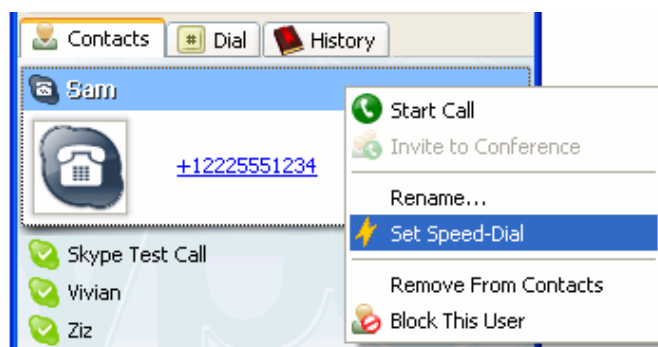 Contacts
# Dial
History
Sam
+12225551234
Skype Test Call
Vivian
Ziz
Start Call
Invite to Conference
Rename...
Set Speed-Dial
Remove From Contacts
Block This User